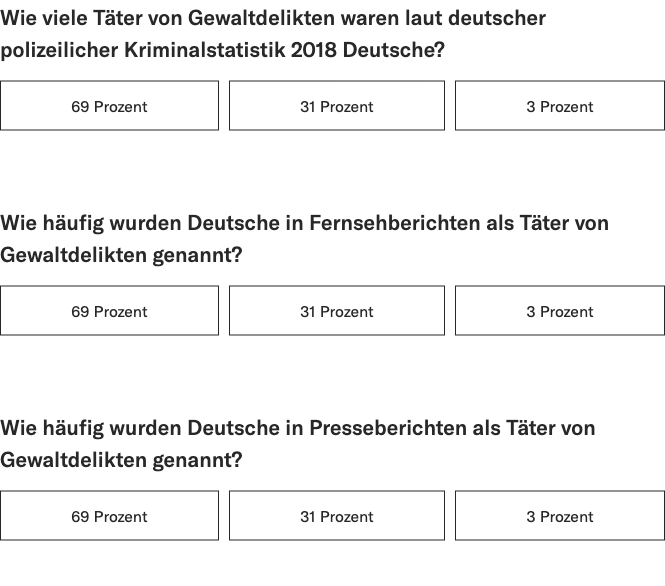 Wie viele Täter von Gewaltdelikten waren laut deutscher
polizeilicher Kriminalstatistik 2018 Deutsche?
69 Prozent
31 Prozent
3 Prozent
Wie häufig wurden Deutsche in Fernsehberichten als Täter von
Gewaltdelikten genannt?
69 Prozent
31 Prozent
3 Prozent
Wie häufig wurden Deutsche in Presseberichten als Täter von
Gewaltdelikten genannt?
69 Prozent
31 Prozent
3 Prozent